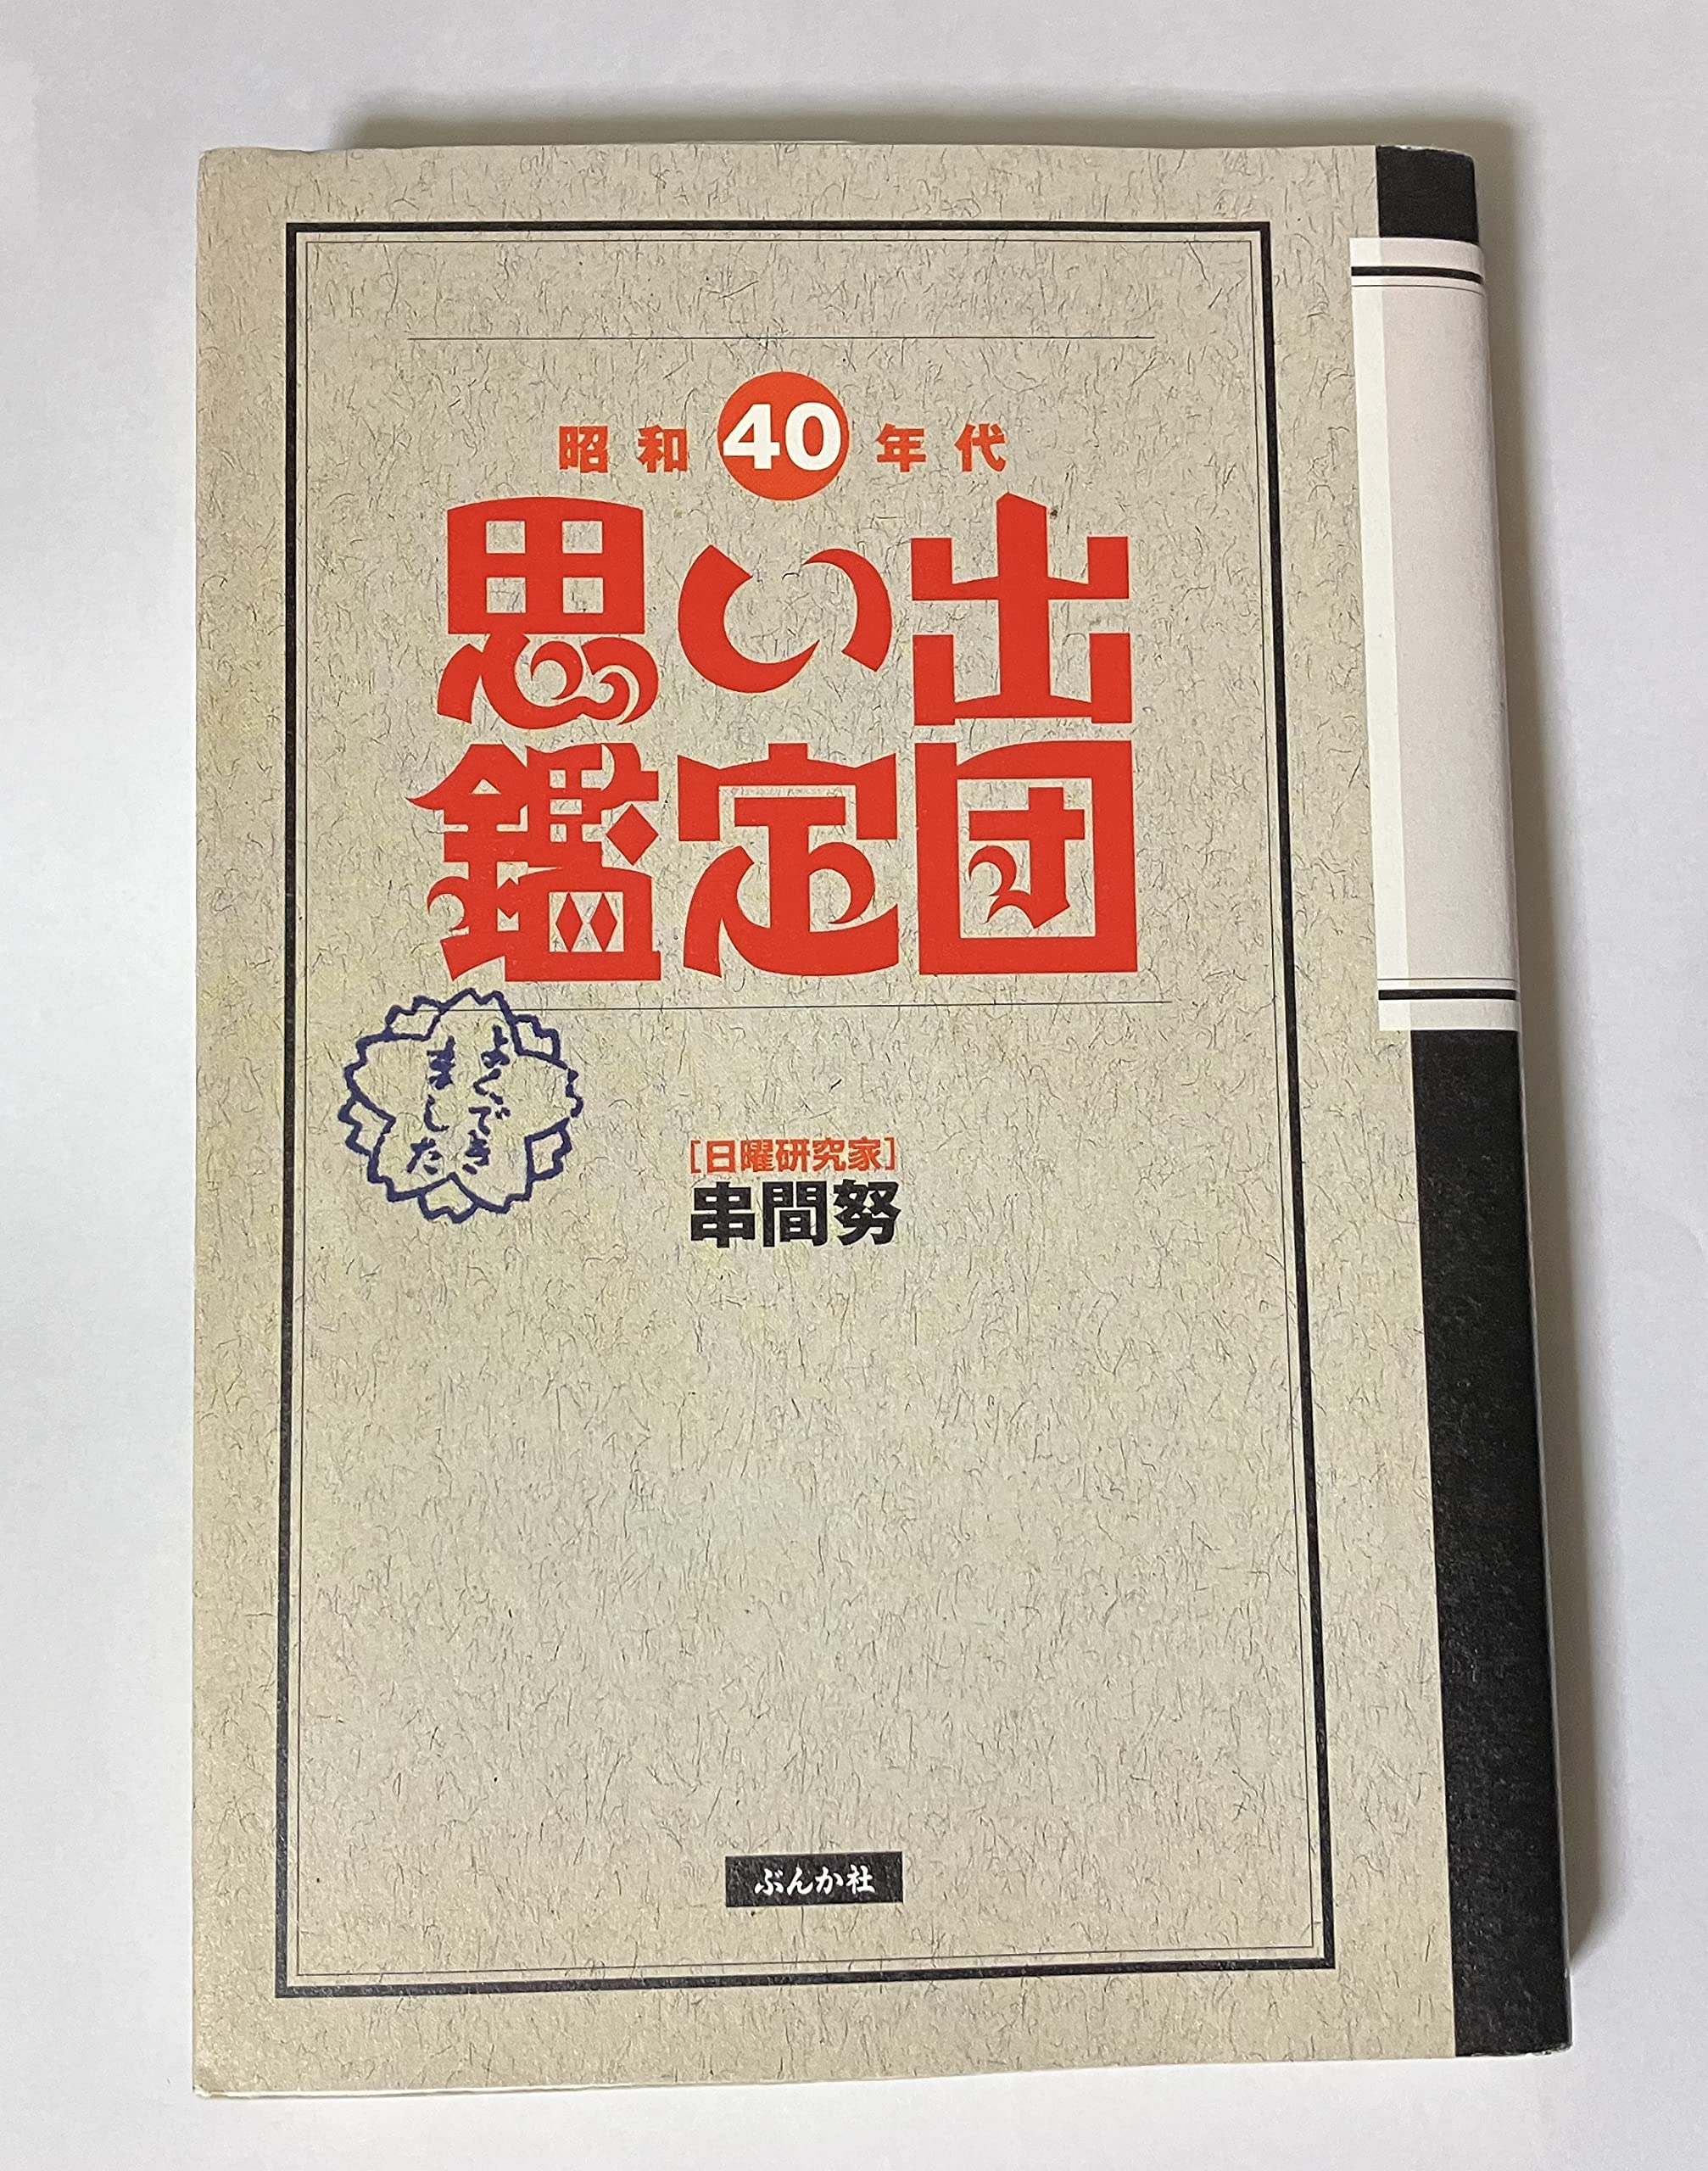 昭和40年代
思い出
鑑定団
よくでき
ました
[日曜研究家]
串間努
ぶんか社